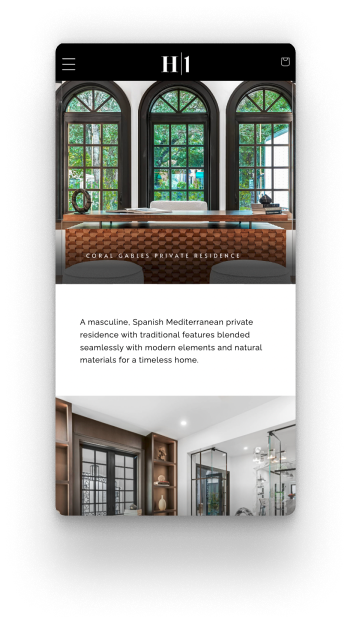 H|1
CORAL GABLES PRIVATE RESIDENCE
A masculine, Spanish Mediterranean private
residence with traditional features blended
seamlessly with modern elements and natural
materials for a timeless home.